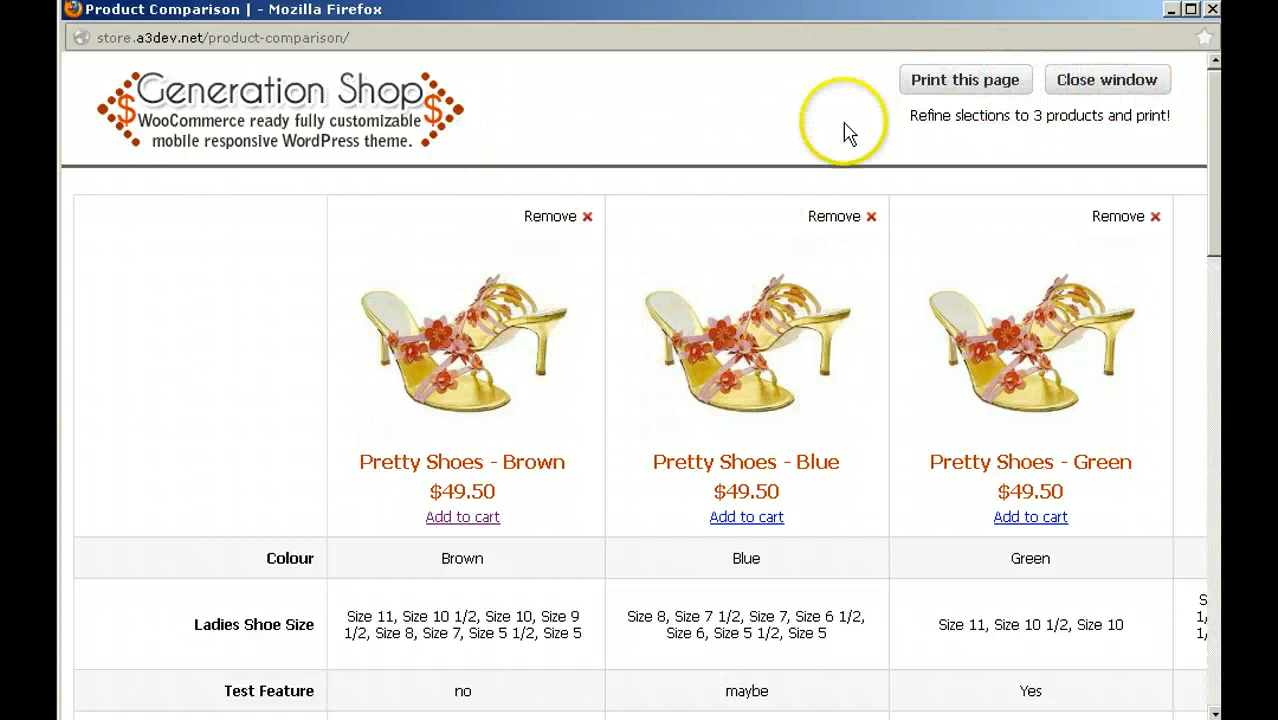 Product Comparison | - Mozilla Firefox
store.a3dev.net/product-comparison/
Generation Shop
$ $
WooCommerce ready fully customizable
mobile responsive WordPress theme.
Print this page Close window
Refine slections to 3 products and print!
Remove Remove Remove
Pretty Shoes - Brown Pretty Shoes - Blue Pretty Shoes - Green
$49.50 $49.50 $49.50
Add to cart Add to cart Add to cart
Colour Brown Blue Green
Ladies Shoe Size Size 11, Size 10 1/2, Size 10, Size 9 1/2, Size 8, Size 7, Size 5 1/2, Size 5 Size 8, Size 7 1/2, Size 7, Size 6 1/2, Size 6, Size 5 1/2, Size 5 Size 11, Size 10 1/2, Size 10
Test Feature no maybe Yes